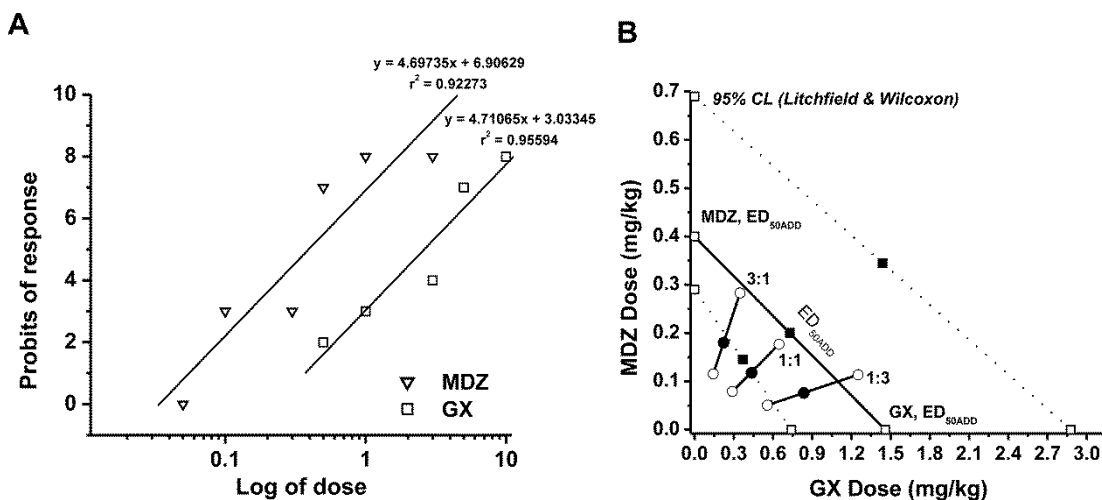 A
y = 4.69735x + 6.90629
r² = 0.92273
y = 4.71065x + 3.03345
r² = 0.95594
10
8
6
4
2
0
Probits of response
MDZ
GX
0.1
1
10
Log of dose
B
0.7
0.6
0.5
0.4
0.3
0.2
0.1
0.0
MDZ Dose (mg/kg)
95% CL (Litchfield & Wilcoxon)
MDZ, ED50ADD
3:1
ED50ADD
1:1
1:3
GX, ED50ADD
0.0 0.3 0.6 0.9 1.2 1.5 1.8 2.1 2.4 2.7 3.0
GX Dose (mg/kg)